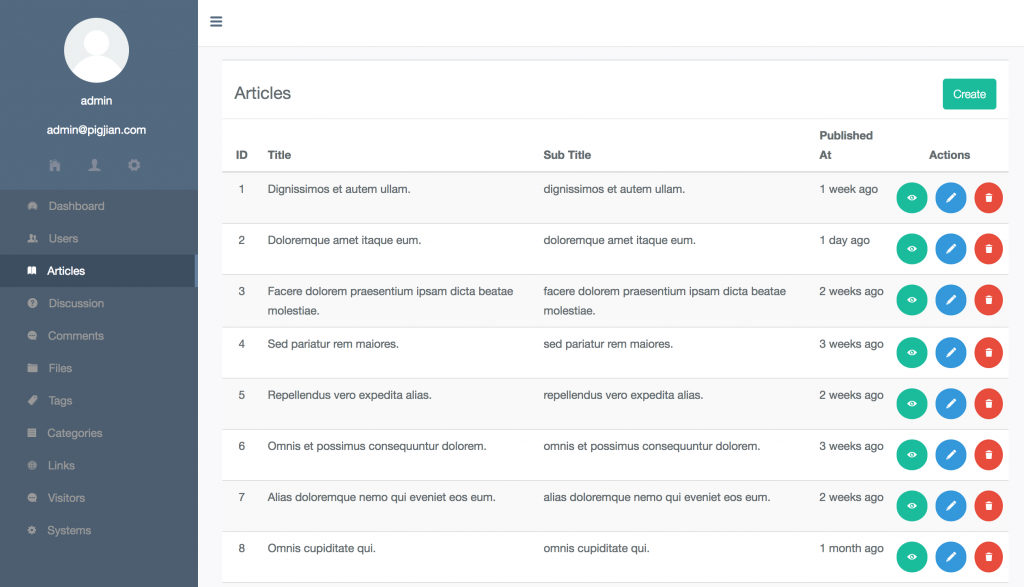 admin
admin@pigjian.com
Dashboard
Users
Articles
Discussion
Comments
Files
Tags
Categories
Links
Visitors
Systems
Articles
Create
ID Title Sub Title Published At Actions
1 Dignissimos et autem ullam. dignissimos et autem ullam. 1 week ago
2 Doloremque amet itaque eum. doloremque amet itaque eum. 1 day ago
3 Facere dolorem praesentium ipsam dicta beatae facere dolorem praesentium ipsam dicta beatae 2 weeks ago
molestiae. molestiae.
4 Sed pariatur rem maiores. sed pariatur rem maiores. 3 weeks ago
5 Repellendus vero expedita alias. repellendus vero expedita alias. 2 weeks ago
6 Omnis et possimus consequuntur dolorem. omnis et possimus consequuntur dolorem. 3 weeks ago
7 Alias doloremque nemo qui eveniet eos eum. alias doloremque nemo qui eveniet eos eum. 2 weeks ago
8 Omnis cupiditate qui. omnis cupiditate qui. 1 month ago